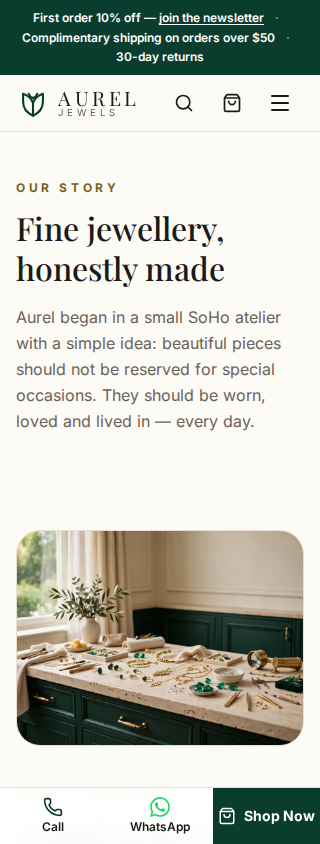 First order 10% off — join the newsletter ·
Complimentary shipping on orders over $50 ·
30-day returns
AUREL
JEWELS
OUR STORY
Fine jewellery,
honestly made
Aurel began in a small SoHo atelier
with a simple idea: beautiful pieces
should not be reserved for special
occasions. They should be worn,
loved and lived in — every day.
Call
WhatsApp
Shop Now